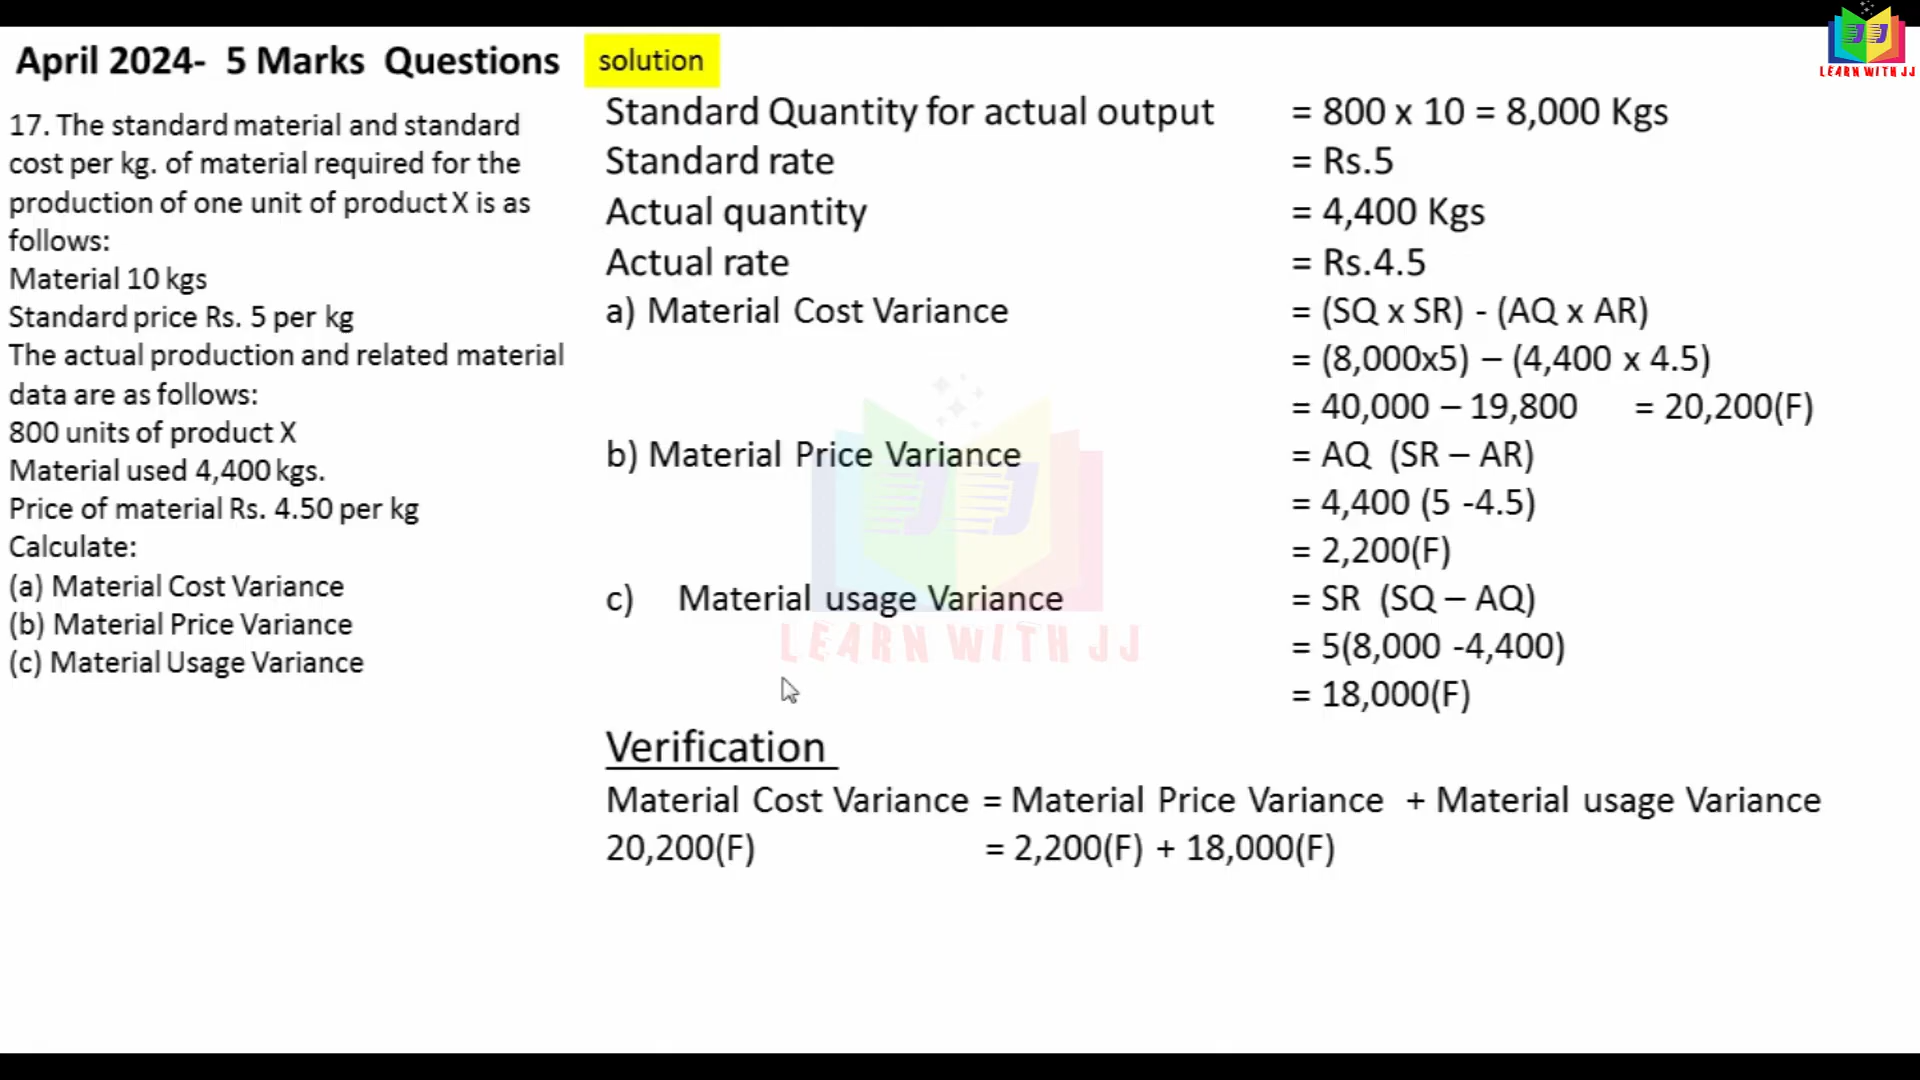 April 2024- 5 Marks Questions
solution
LEARN WITH JJ
17. The standard material and standard
cost per kg. of material required for the
production of one unit of product X is as
follows:
Material 10 kgs
Standard price Rs. 5 per kg
The actual production and related material
data are as follows:
800 units of product X
Material used 4,400 kgs.
Price of material Rs. 4.50 per kg
Calculate:
(a) Material Cost Variance
(b) Material Price Variance
(c) Material Usage Variance
Standard Quantity for actual output = 800 x 10 = 8,000 Kgs
Standard rate = Rs.5
Actual quantity = 4,400 Kgs
Actual rate = Rs.4.5
a) Material Cost Variance = (SQ x SR) - (AQ x AR)
= (8,000x5) – (4,400 x 4.5)
= 40,000 – 19,800 = 20,200(F)
b) Material Price Variance = AQ (SR – AR)
= 4,400 (5 -4.5)
= 2,200(F)
c) Material usage Variance = SR (SQ – AQ)
= 5(8,000 -4,400)
= 18,000(F)
JJ
LEARN WITH JJ
Verification
Material Cost Variance = Material Price Variance + Material usage Variance
20,200(F) = 2,200(F) + 18,000(F)